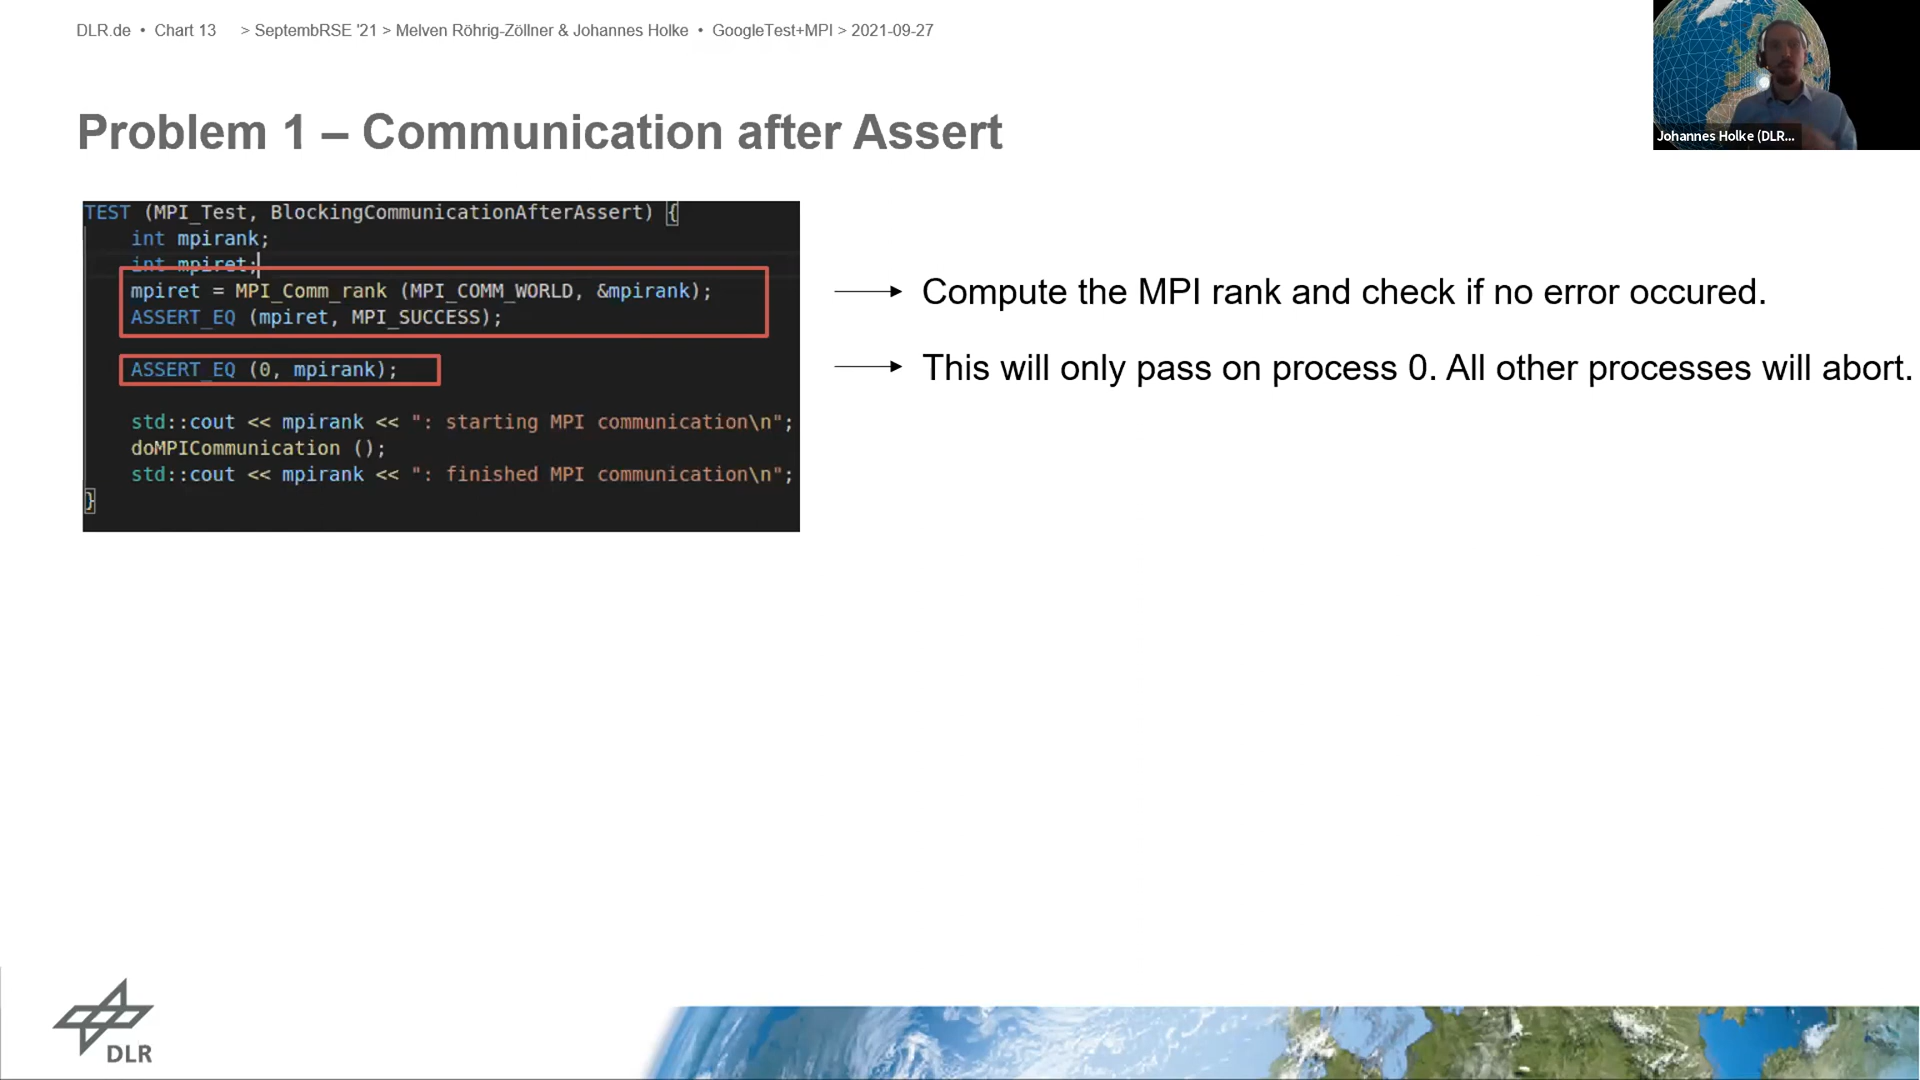 DLR.de • Chart 13 > SeptembRSE '21 > Melven Röhrig-Zöllner & Johannes Holke • GoogleTest+MPI > 2021-09-27
Johannes Holke (DLR...
Problem 1 – Communication after Assert
TEST (MPI_Test, BlockingCommunicationAfterAssert) {
int mpirank;
int mpiret;
mpiret = MPI_Comm_rank (MPI_COMM_WORLD, &mpirank);
ASSERT_EQ (mpiret, MPI_SUCCESS);
ASSERT_EQ (0, mpirank);
std::cout << mpirank << ": starting MPI communication\n";
doMPICommunication ();
std::cout << mpirank << ": finished MPI communication\n";
}
Compute the MPI rank and check if no error occured.
This will only pass on process 0. All other processes will abort.
DLR